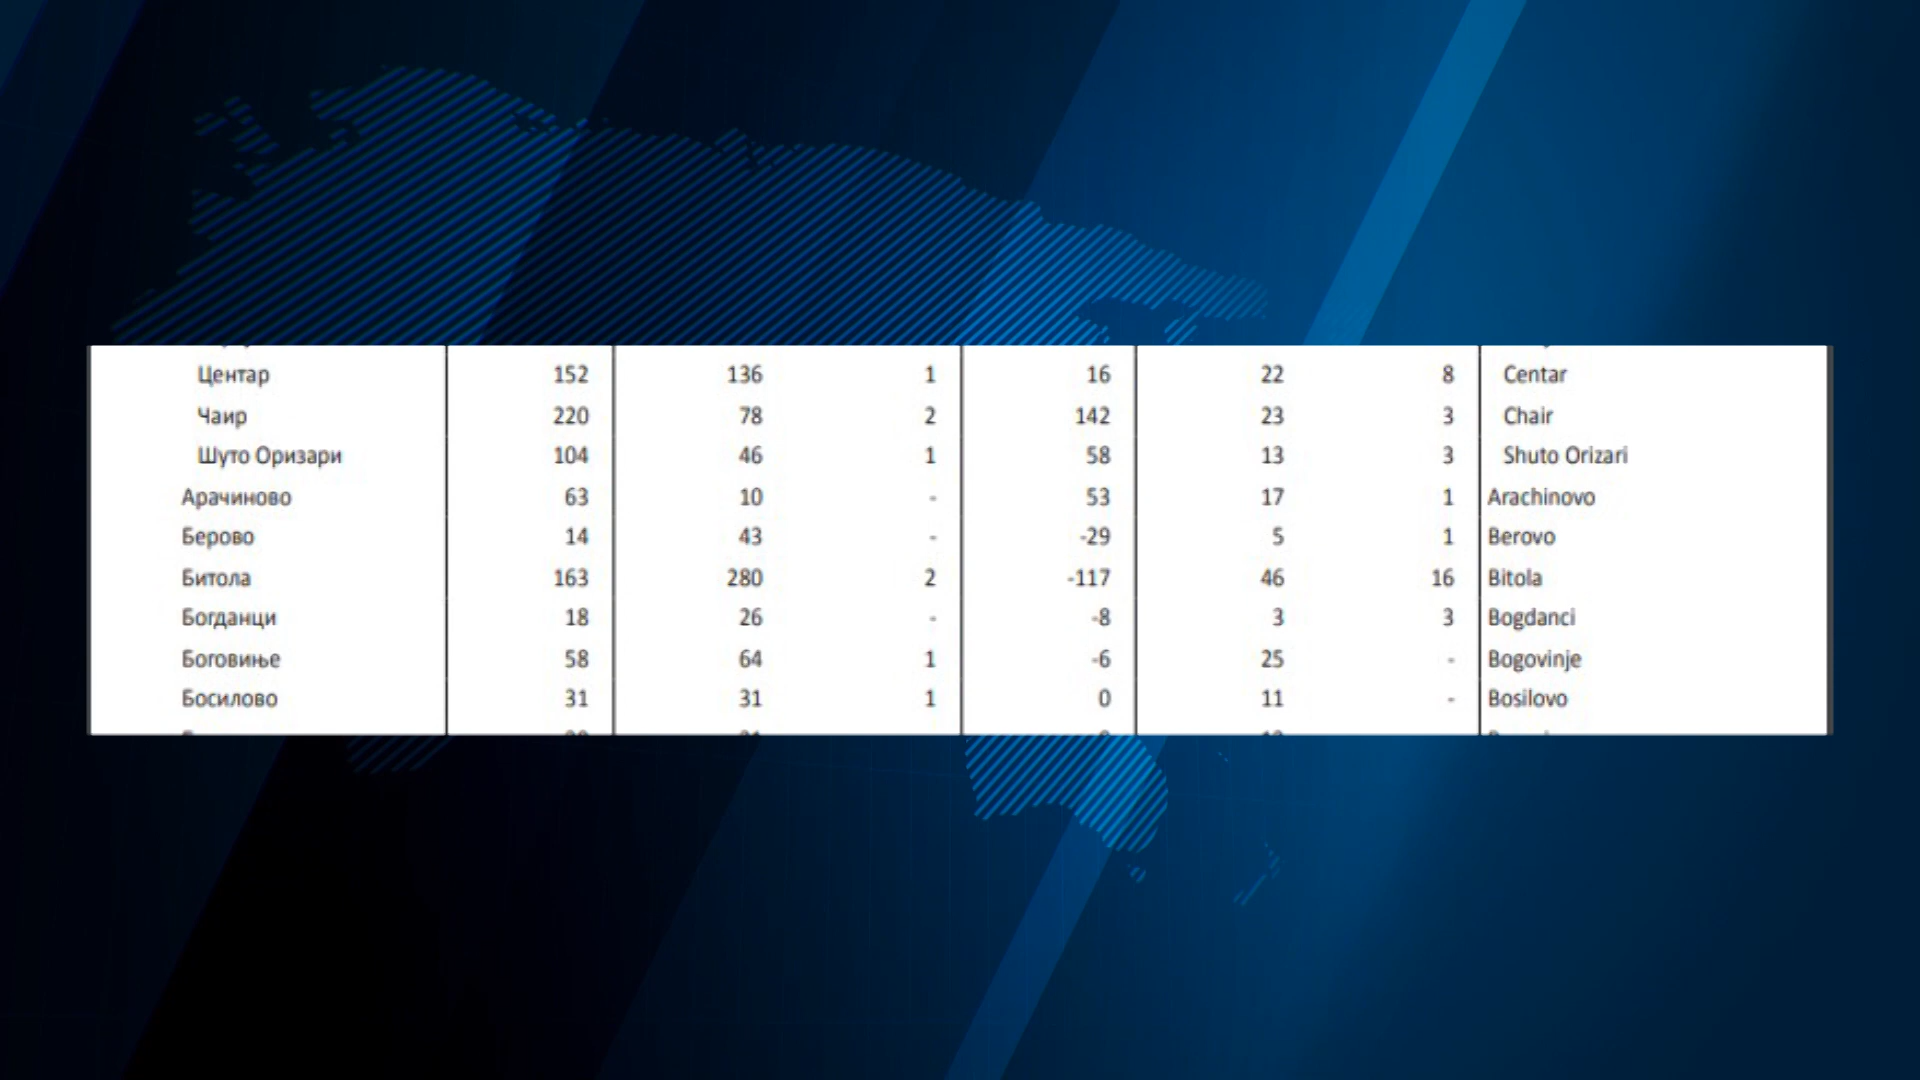 Центар 152 136 1 16 22 8 Centar
Чаир 220 78 2 142 23 3 Chair
Шуто Оризари 104 46 1 58 13 3 Shuto Orizari
Арачиново 63 10 - 53 17 1 Arachinovo
Берово 14 43 - -29 5 1 Berovo
Битола 163 280 2 -117 46 16 Bitola
Богданци 18 26 - -8 3 3 Bogdanci
Боговиње 58 64 1 -6 25 - Bogovinje
Босилово 31 31 1 0 11 - Bosilovo